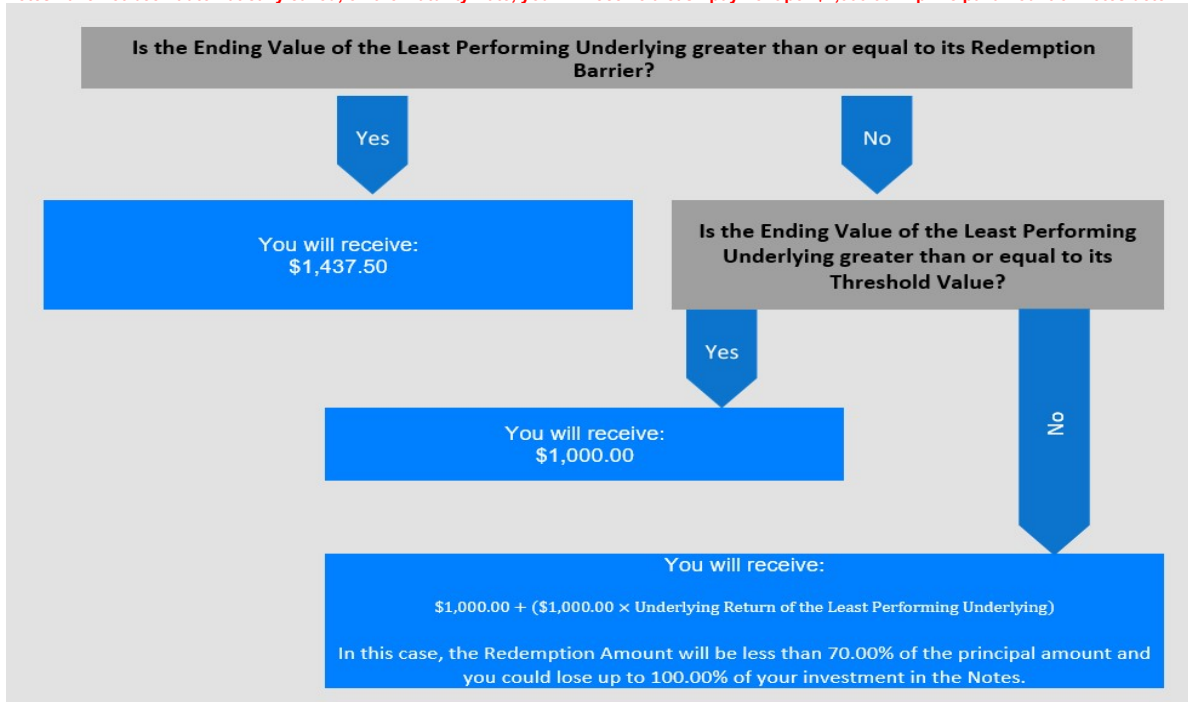 Is the Ending Value of the Least Performing Underlying greater than or equal to its Redemption
Barrier?
Yes
No
You will receive:
$1,437.50
Is the Ending Value of the Least Performing
Underlying greater than or equal to its
Threshold Value?
Yes
No
You will receive:
$1,000.00
You will receive:
$1,000.00 + ($1,000.00 × Underlying Return of the Least Performing Underlying)
In this case, the Redemption Amount will be less than 70.00% of the principal amount and
you could lose up to 100.00% of your investment in the Notes.